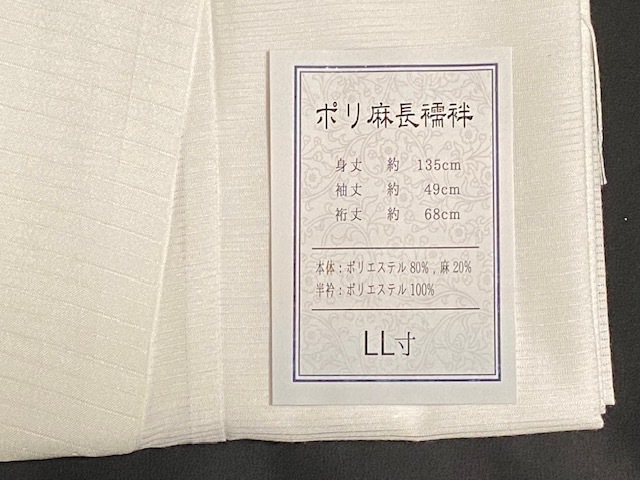 ポリ麻長襦袢
身丈 約 135cm
袖丈 約 49cm
裄丈 約 68cm
本体：ポリエステル80%，麻20%
半衿：ポリエステル100%
LL寸